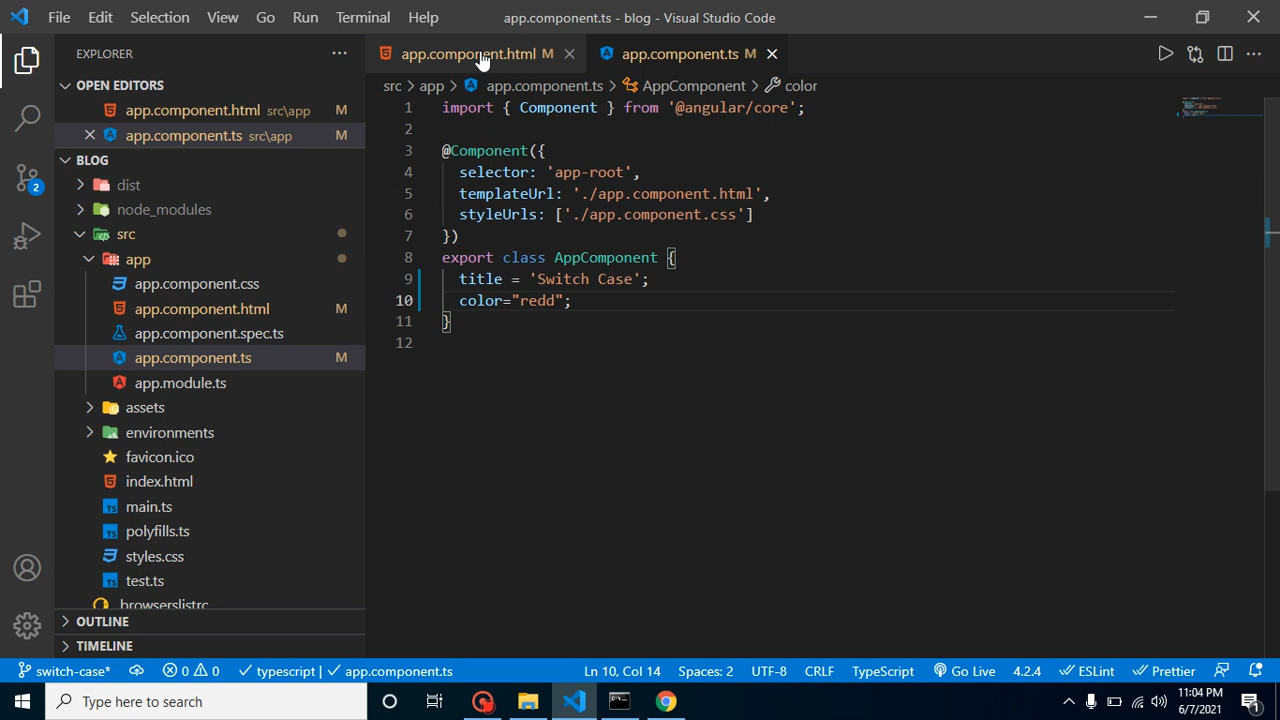 File Edit Selection View Go Run Terminal Help app.component.ts - blog - Visual Studio Code
EXPLORER
app.component.html M
app.component.ts M
src > app > app.component.ts > AppComponent > color
OPEN EDITORS
app.component.html src\app M
app.component.ts src\app M
BLOG
dist
node_modules
src
app
app.component.css
app.component.html M
app.component.spec.ts
app.component.ts M
app.module.ts
assets
environments
favicon.ico
index.html
main.ts
polyfills.ts
styles.css
test.ts
.browserslistrc
OUTLINE
TIMELINE
1 import { Component } from '@angular/core';
2
3 @Component({
4 selector: 'app-root',
5 templateUrl: './app.component.html',
6 styleUrls: ['./app.component.css']
7 })
8 export class AppComponent {
9 title = 'Switch Case';
10 color="redd";
11 }
12
2
switch-case* 0 0 typescript | app.component.ts Ln 10, Col 14 Spaces: 2 UTF-8 CRLF TypeScript Go Live 4.2.4 ESLint Prettier
Type here to search
11:04 PM
6/7/2021
1